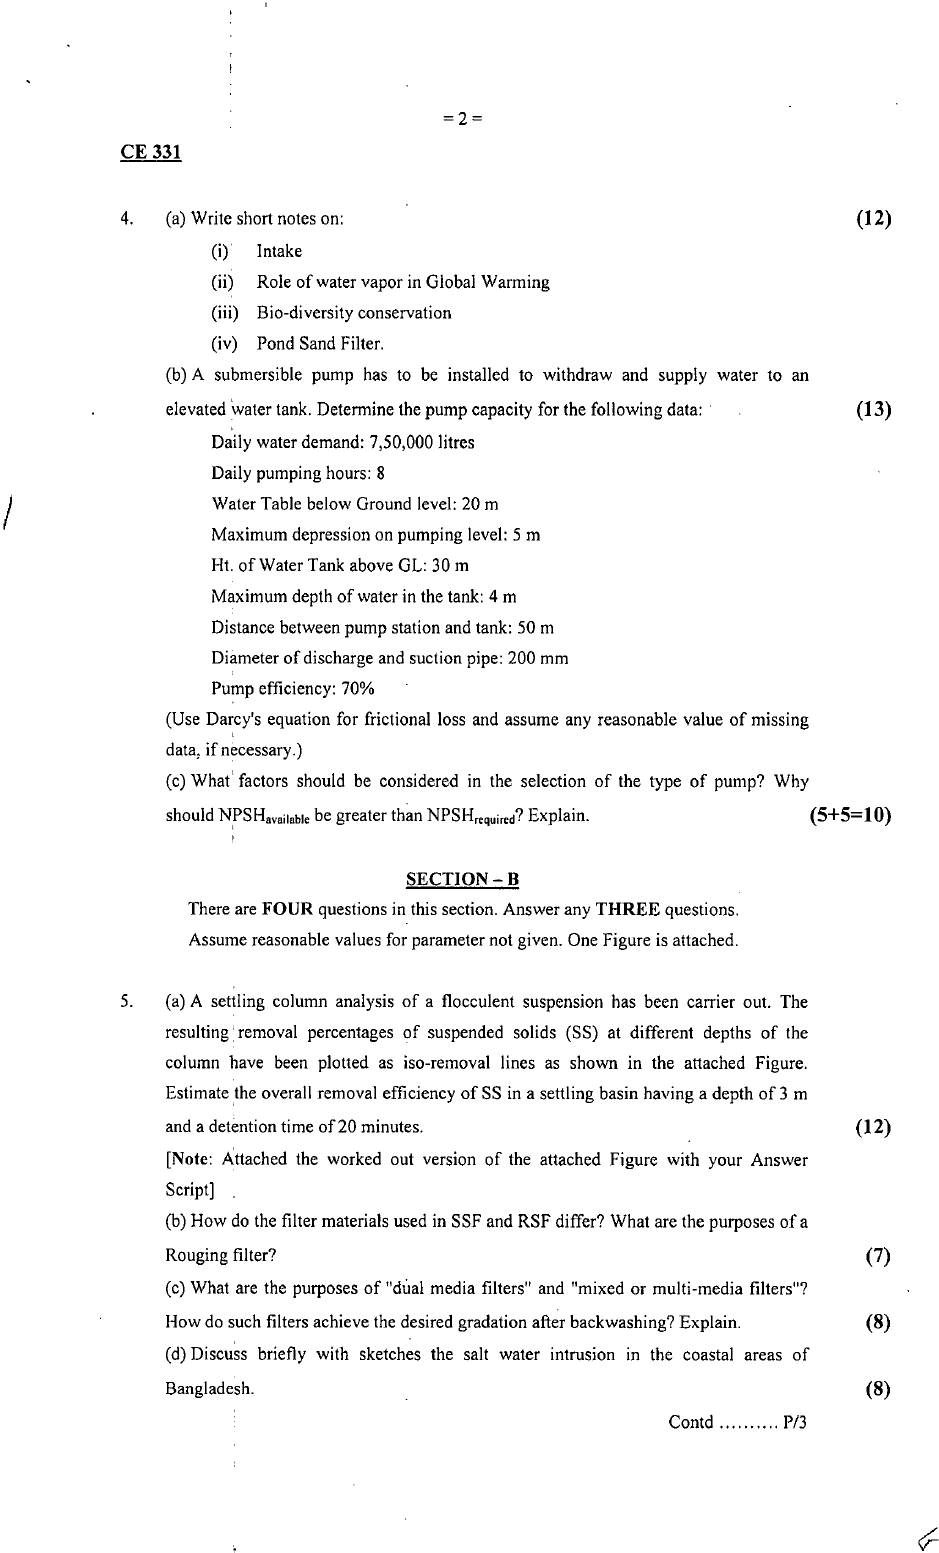 = 2 =
CE 331
4. (a) Write short notes on: (12)
(i) Intake
(ii) Role of water vapor in Global Warming
(iii) Bio-diversity conservation
(iv) Pond Sand Filter.
(b) A submersible pump has to be installed to withdraw and supply water to an
elevated water tank. Determine the pump capacity for the following data: (13)
Daily water demand: 7,50,000 litres
Daily pumping hours: 8
Water Table below Ground level: 20 m
Maximum depression on pumping level: 5 m
Ht. of Water Tank above GL: 30 m
Maximum depth of water in the tank: 4 m
Distance between pump station and tank: 50 m
Diameter of discharge and suction pipe: 200 mm
Pump efficiency: 70%
(Use Darcy's equation for frictional loss and assume any reasonable value of missing
data, if necessary.)
(c) What factors should be considered in the selection of the type of pump? Why
should NPSHavailable be greater than NPSHrequired? Explain. (5+5=10)
SECTION – B
There are FOUR questions in this section. Answer any THREE questions.
Assume reasonable values for parameter not given. One Figure is attached.
5. (a) A settling column analysis of a flocculent suspension has been carrier out. The
resulting removal percentages of suspended solids (SS) at different depths of the
column have been plotted as iso-removal lines as shown in the attached Figure.
Estimate the overall removal efficiency of SS in a settling basin having a depth of 3 m
and a detention time of 20 minutes. (12)
[Note: Attached the worked out version of the attached Figure with your Answer
Script]
(b) How do the filter materials used in SSF and RSF differ? What are the purposes of a
Rouging filter? (7)
(c) What are the purposes of "dual media filters" and "mixed or multi-media filters"?
How do such filters achieve the desired gradation after backwashing? Explain. (8)
(d) Discuss briefly with sketches the salt water intrusion in the coastal areas of
Bangladesh. (8)
Contd .......... P/3